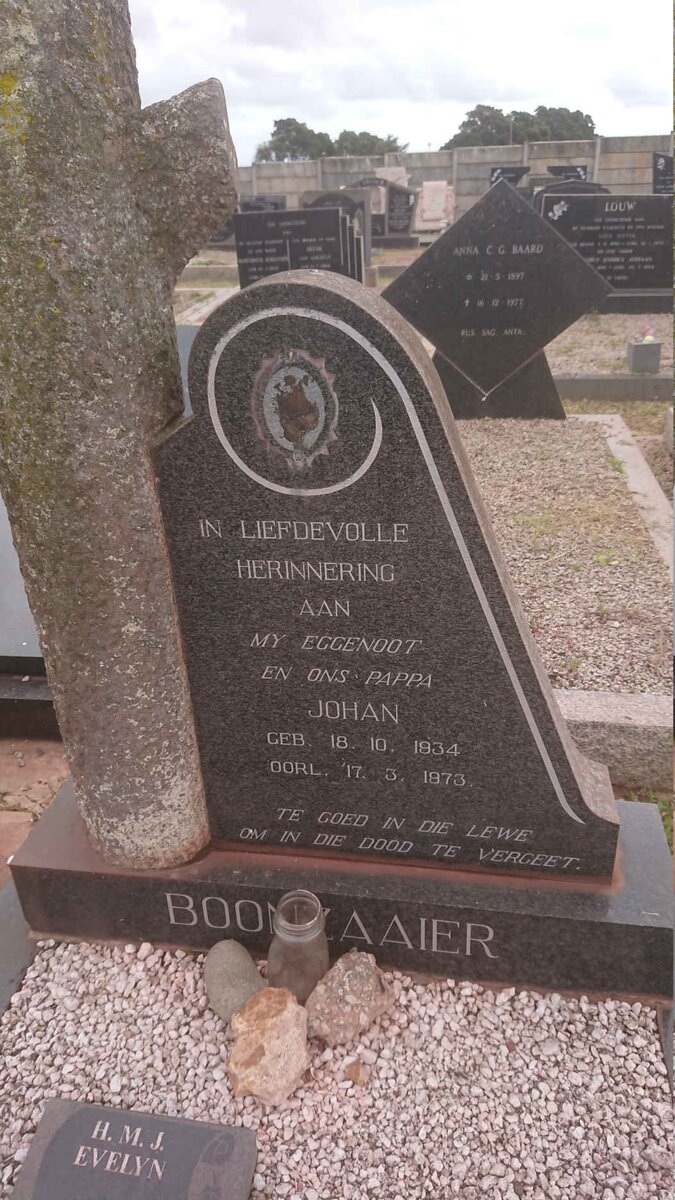 IN LIEFDEVOLLE
HERINNERING
AAN
MY EGGENOOT
EN ONS PAPPA
JOHAN
GEB. 18. 10. 1934
OORL. 17. 3. 1973.
TE GOED IN DIE LEWE
OM IN DIE DOOD TE VERGEET.
BOONZAAIER
H. M. J.
EVELYN
ANNA. C. G. BAARD
☆ 21-5-1897
✝ 16-12-1977
RUS SAG ANTA.
LOUW